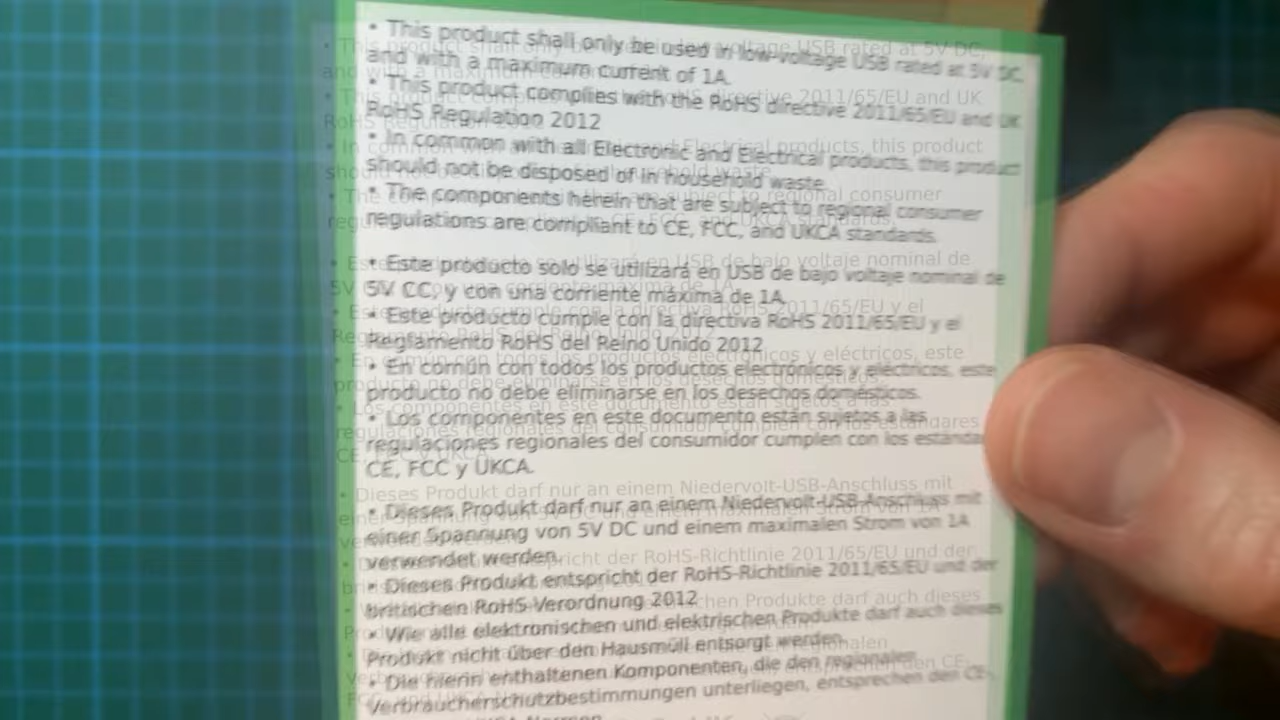 • This product shall only be used in low-voltage USB rated at 5V DC,
and with a maximum current of 1A.
• This product complies with the RoHS directive 2011/65/EU and UK
RoHS Regulation 2012
• In common with all Electronic and Electrical products, this product
should not be disposed of in household waste.
• The components herein that are subject to regional consumer
regulations are compliant to CE, FCC, and UKCA standards.
• Este producto solo se utilizará en USB de bajo voltaje nominal de
5V CC, y con una corriente máxima de 1A.
• Este producto cumple con la directiva RoHS 2011/65/EU y el
Reglamento RoHS del Reino Unido 2012
• En común con todos los productos electrónicos y eléctricos, este
producto no debe eliminarse en los desechos domésticos.
• Los componentes en este documento están sujetos a las
regulaciones regionales del consumidor cumplen con los estándares
CE, FCC y UKCA.
• Dieses Produkt darf nur an einem Niedervolt-USB-Anschluss mit
einer Spannung von 5V DC und einem maximalen Strom von 1A
verwendet werden.
• Dieses Produkt entspricht der RoHS-Richtlinie 2011/65/EU und der
britischen RoHS-Verordnung 2012
• Wie alle elektronischen und elektrischen Produkte darf auch dieses
Produkt nicht über den Hausmüll entsorgt werden.
• Die hierin enthaltenen Komponenten, die den regionalen
Verbraucherschutzbestimmungen unterliegen, entsprechen den CE-,